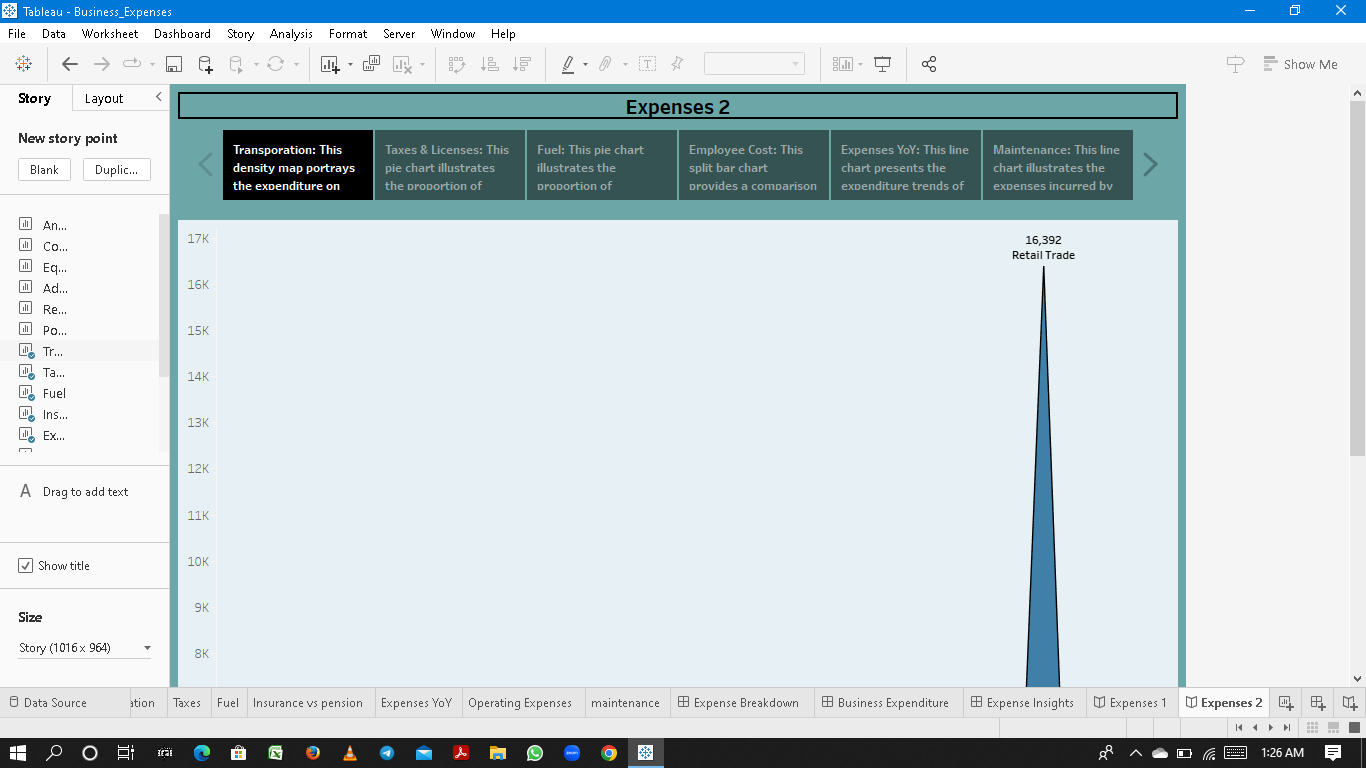 Tableau - Business_Expenses
File Data Worksheet Dashboard Story Analysis Format Server Window Help
Show Me
Story Layout
New story point
Blank Duplic...
An...
Co...
Eq...
Ad...
Re...
Po...
Tr...
Ta...
Fuel
Ins...
Ex...
A Drag to add text
Show title
Size
Story (1016 x 964)
Expenses 2
Transporation: This
density map portrays
the expenditure on
Taxes & Licenses: This
pie chart illustrates
the proportion of
Fuel: This pie chart
illustrates the
proportion of
Employee Cost: This
split bar chart
provides a comparison
Expenses YoY: This line
chart presents the
expenditure trends of
Maintenance: This line
chart illustrates the
expenses incurred by
17K
16K
15K
14K
13K
12K
11K
10K
9K
8K
16,392
Retail Trade
Data Source ation Taxes Fuel Insurance vs pension Expenses YoY Operating Expenses maintenance Expense Breakdown Business Expenditure Expense Insights Expenses 1 Expenses 2
1:26 AM